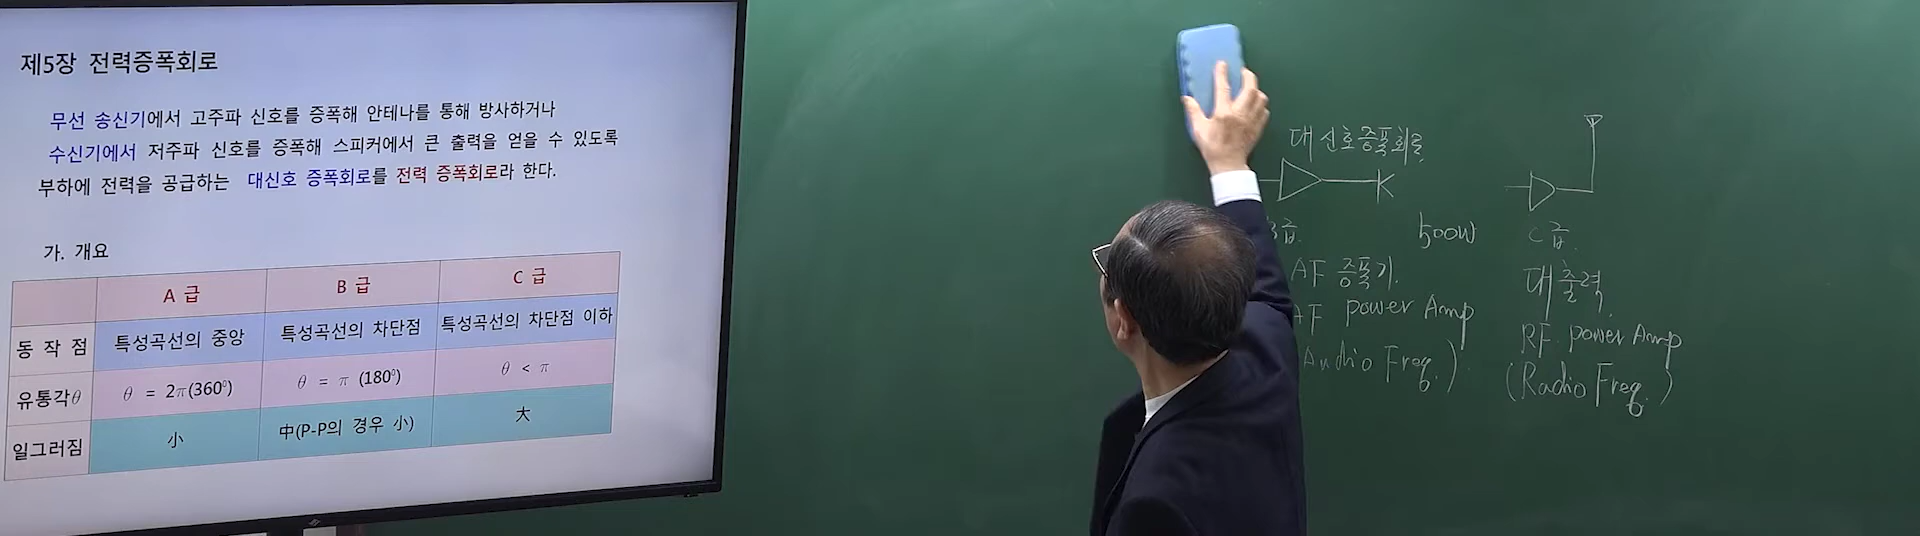 제5장 전력증폭회로
무선 송신기에서 고주파 신호를 증폭해 안테나를 통해 방사하거나
수신기에서 저주파 신호를 증폭해 스피커에서 큰 출력을 얻을 수 있도록
부하에 전력을 공급하는 대신호 증폭회로를 전력 증폭회로라 한다.
가. 개요
A 급 B 급 C 급
동 작 점 특성곡선의 중앙 특성곡선의 차단점 특성곡선의 차단점 이하
유통각θ θ = 2π(360⁰) θ = π (180⁰) θ < π
일그러짐 小 中(P-P의 경우 小) 大
대신호증폭회로
급. 500W C급.
AF 증폭기. 대출력
AF power Amp RF. power Amp
Audio Freq.) (Radio Freq.)